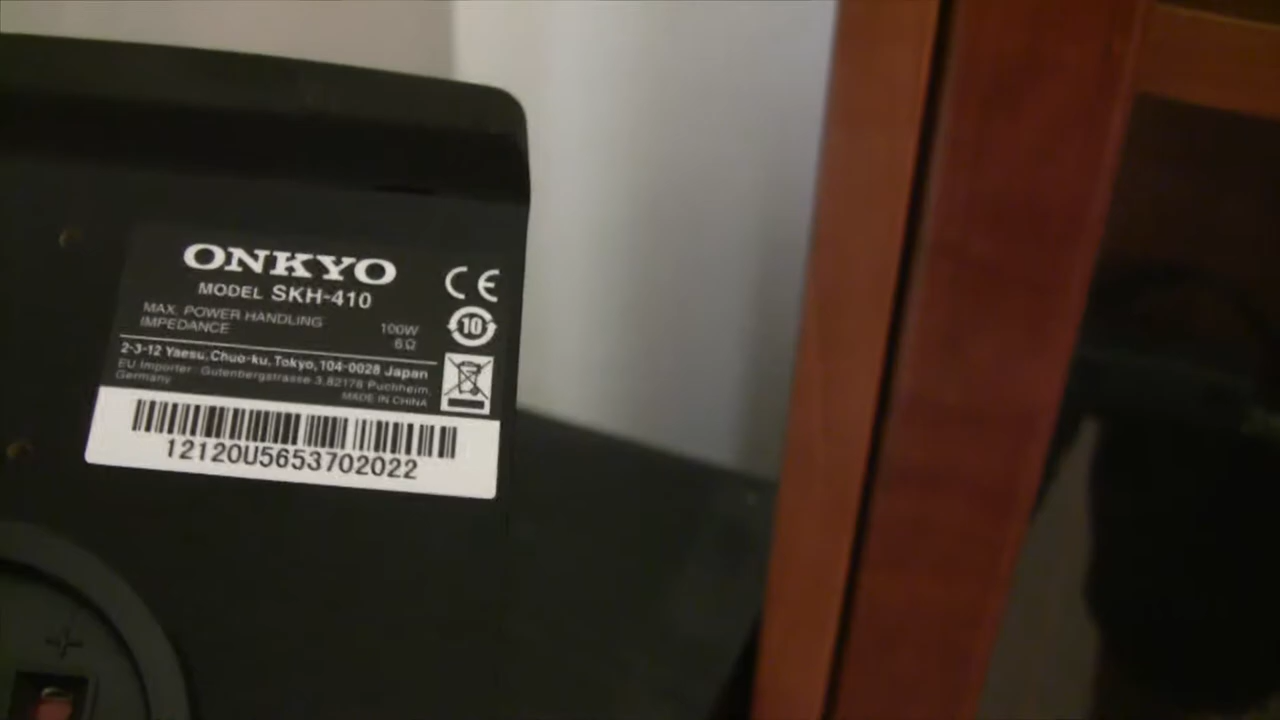 ONKYO
MODEL SKH-410
MAX. POWER HANDLING 100W
IMPEDANCE 6Ω
2-3-12 Yaesu, Chuo-ku, Tokyo, 104-0028 Japan
EU Importer: Gutenbergstrasse 3, 82178 Puchheim,
Germany
MADE IN CHINA
CE
10
12120U5653702022
+